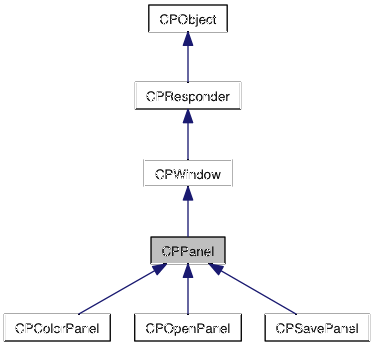 CPObject
CPResponder
CPWindow
CPPanel
CPColorPanel
CPOpenPanel
CPSavePanel